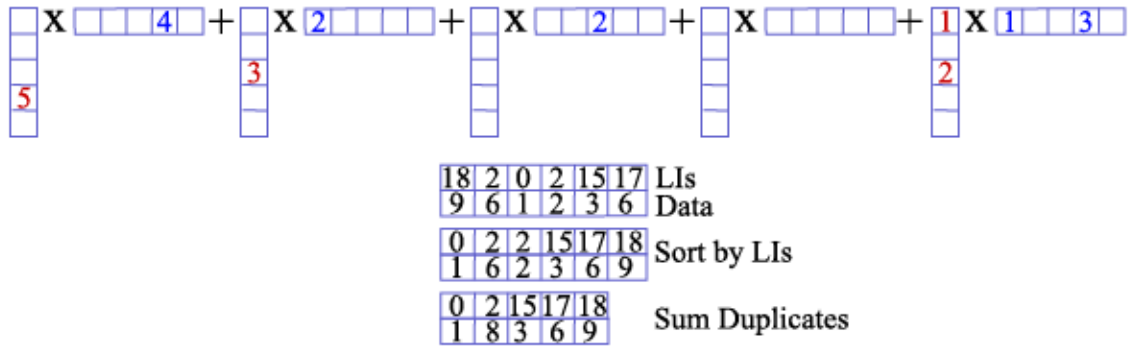 X 4 + X 2 + X 2 + X + 1 X 1 3
3 2
5
18 2 0 2 15 17 LIs
9 6 1 2 3 6 Data
0 2 2 15 17 18 Sort by LIs
1 6 2 3 6 9
0 2 15 17 18 Sum Duplicates
1 8 3 6 9